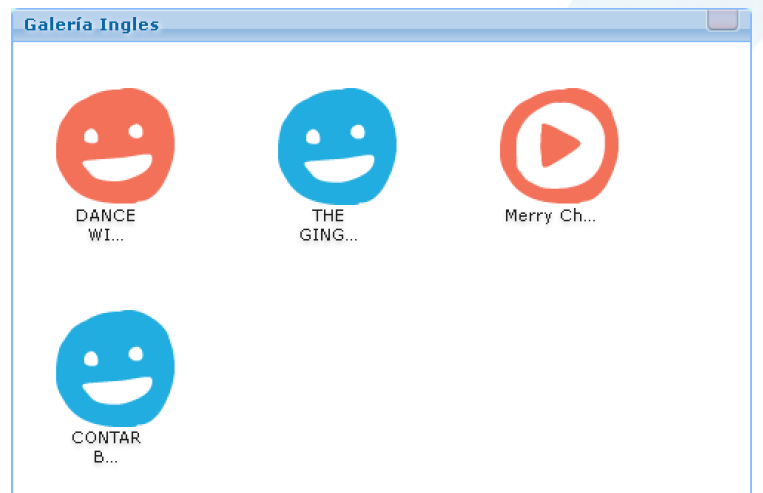 Galería Ingles
DANCE
WI...
THE
GING...
Merry Ch...
CONTAR
B...